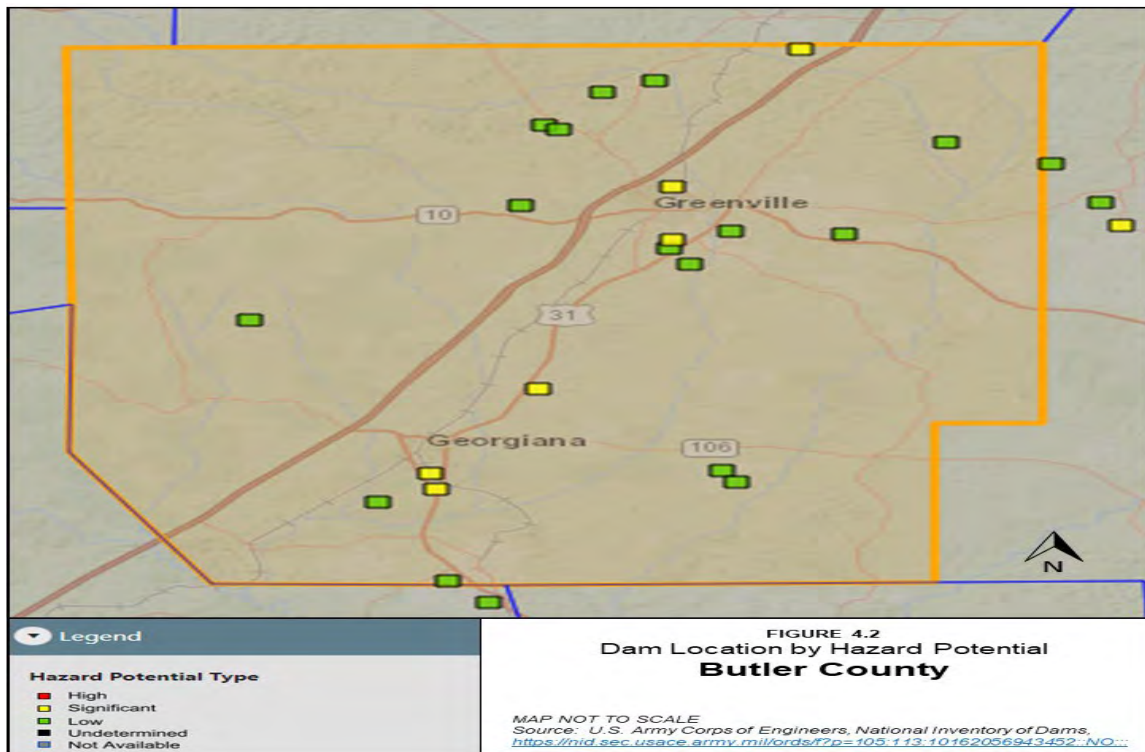 Greenville
10
31
Georgiana
106
N
Legend
Hazard Potential Type
High
Significant
Low
Undetermined
Not Available
FIGURE 4.2
Dam Location by Hazard Potential
Butler County
MAP NOT TO SCALE
Source: U.S. Army Corps of Engineers, National Inventory of Dams,
https://nid.sec.usace.army.mil/ords/f?p=105:113:10162056943452::NO:::